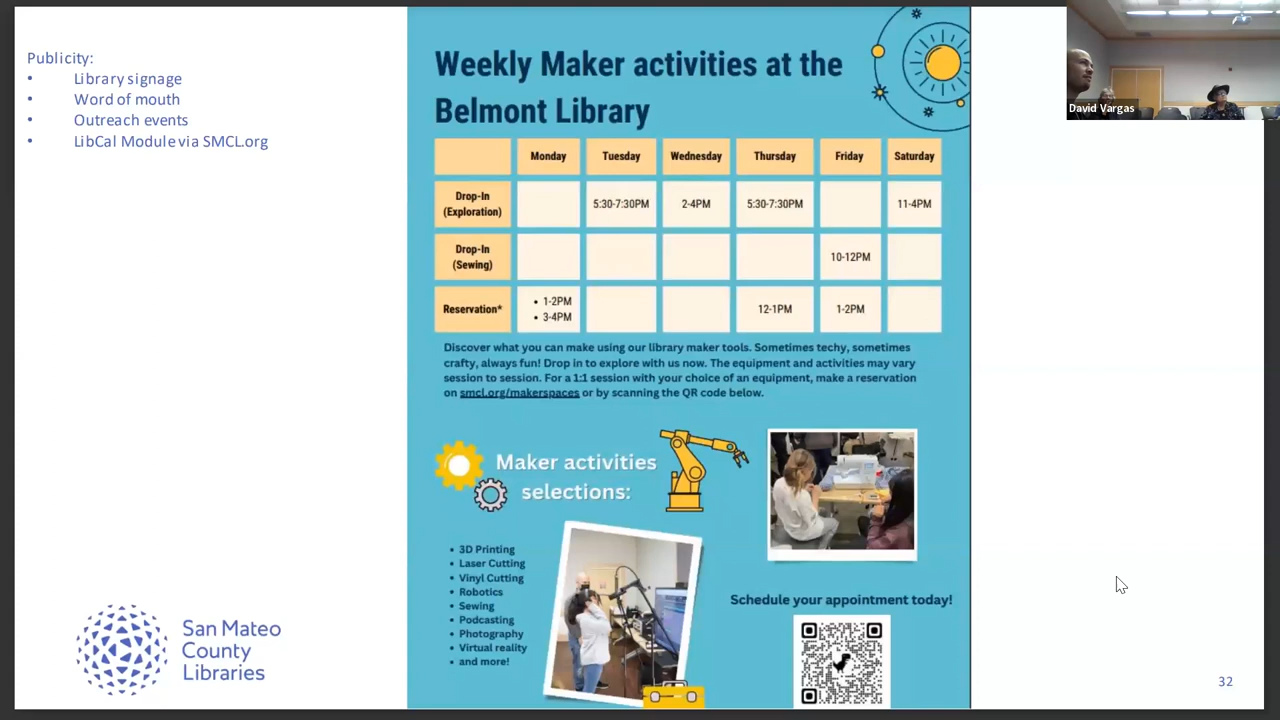 Publicity:
• Library signage
• Word of mouth
• Outreach events
• LibCal Module via SMCL.org
Weekly Maker activities at the
Belmont Library
Monday Tuesday Wednesday Thursday Friday Saturday
Drop-In
(Exploration)
5:30-7:30PM 2-4PM 5:30-7:30PM 11-4PM
Drop-In
(Sewing)
10-12PM
Reservation*
• 1-2PM
• 3-4PM
12-1PM 1-2PM
Discover what you can make using our library maker tools. Sometimes techy, sometimes
crafty, always fun! Drop in to explore with us now. The equipment and activities may vary
session to session. For a 1:1 session with your choice of an equipment, make a reservation
on smcl.org/makerspaces or by scanning the QR code below.
Maker activities
selections:
• 3D Printing
• Laser Cutting
• Vinyl Cutting
• Robotics
• Sewing
• Podcasting
• Photography
• Virtual reality
• and more!
Schedule your appointment today!
San Mateo
County
Libraries
32
David Vargas